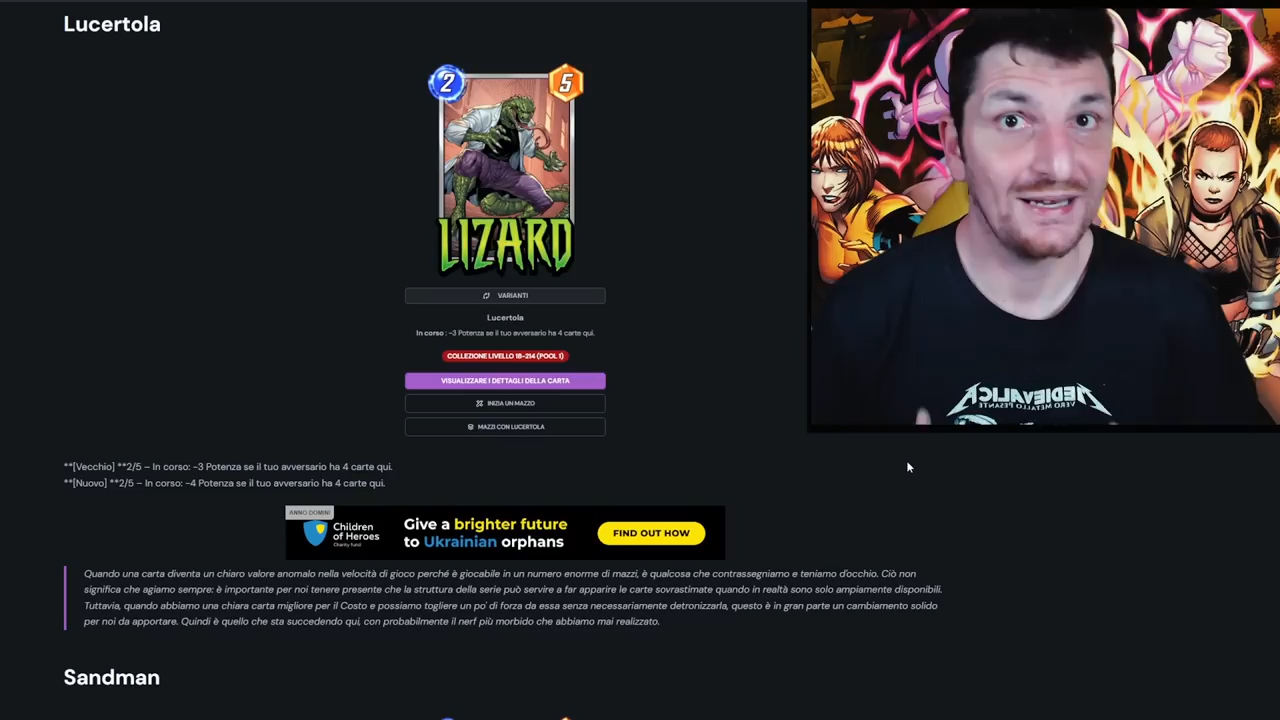 Lucertola
2
5
LIZARD
VARIANTI
Lucertola
In corso : -3 Potenza se il tuo avversario ha 4 carte qui.
COLLEZIONE LIVELLO 18-214 (POOL 1)
VISUALIZZARE I DETTAGLI DELLA CARTA
INIZIA UN MAZZO
MAZZI CON LUCERTOLA
MEDIEVALICA
VERO METALLO PESANTE
**[Vecchio] **2/5 – In corso: -3 Potenza se il tuo avversario ha 4 carte qui.
**[Nuovo] **2/5 – In corso: -4 Potenza se il tuo avversario ha 4 carte qui.
ANNO DOMINI
Children
of Heroes
Charity fund
Give a brighter future
to Ukrainian orphans
FIND OUT HOW
Quando una carta diventa un chiaro valore anomalo nella velocità di gioco perché è giocabile in un numero enorme di mazzi, è qualcosa che contrassegniamo e teniamo d'occhio. Ciò non
significa che agiamo sempre: è importante per noi tenere presente che la struttura della serie può servire a far apparire le carte sovrastimate quando in realtà sono solo ampiamente disponibili.
Tuttavia, quando abbiamo una chiara carta migliore per il Costo e possiamo togliere un po' di forza da essa senza necessariamente detronizzarla, questo è in gran parte un cambiamento solido
per noi da apportare. Quindi è quello che sta succedendo qui, con probabilmente il nerf più morbido che abbiamo mai realizzato.
Sandman